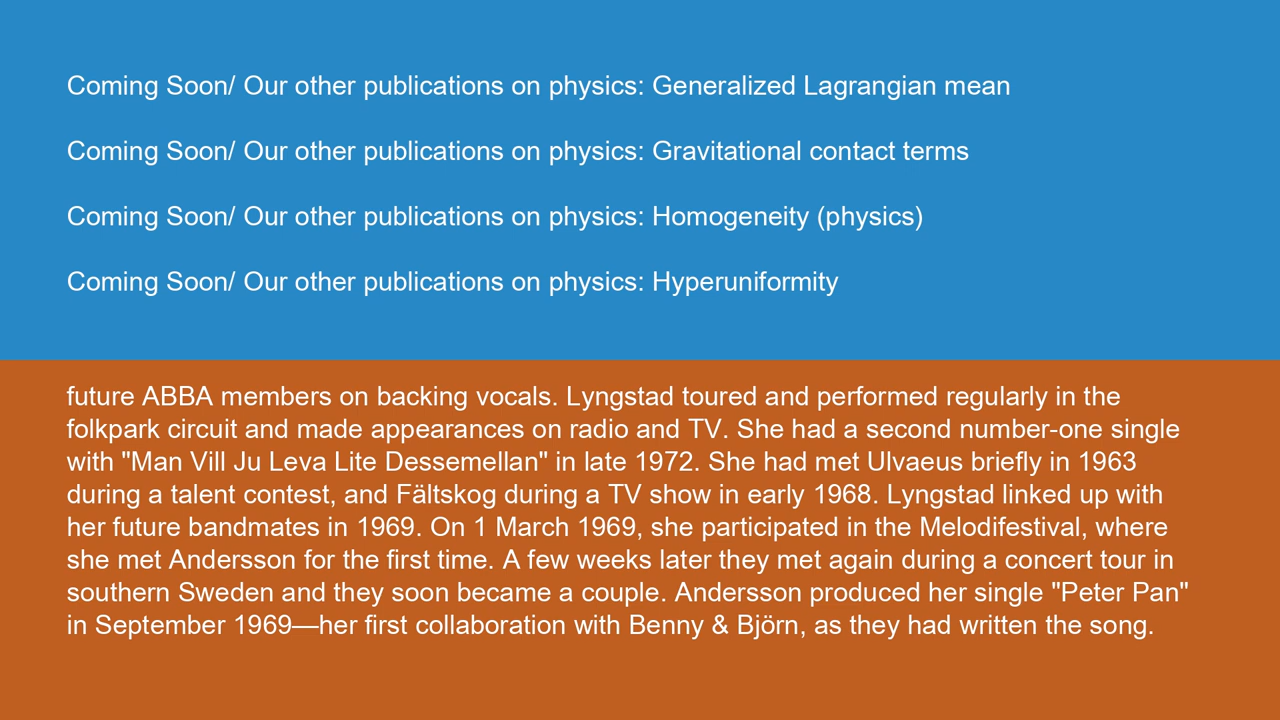 Coming Soon/ Our other publications on physics: Generalized Lagrangian mean
Coming Soon/ Our other publications on physics: Gravitational contact terms
Coming Soon/ Our other publications on physics: Homogeneity (physics)
Coming Soon/ Our other publications on physics: Hyperuniformity
future ABBA members on backing vocals. Lyngstad toured and performed regularly in the
folkpark circuit and made appearances on radio and TV. She had a second number-one single
with "Man Vill Ju Leva Lite Dessemellan" in late 1972. She had met Ulvaeus briefly in 1963
during a talent contest, and Fältskog during a TV show in early 1968. Lyngstad linked up with
her future bandmates in 1969. On 1 March 1969, she participated in the Melodifestival, where
she met Andersson for the first time. A few weeks later they met again during a concert tour in
southern Sweden and they soon became a couple. Andersson produced her single "Peter Pan"
in September 1969—her first collaboration with Benny & Björn, as they had written the song.